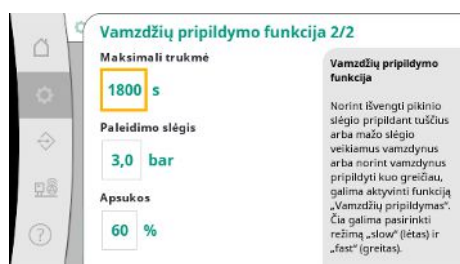 Vamzdžių pripildymo funkcija 2/2
Maksimali trukmė
1800 s
Paleidimo slėgis
3,0 bar
Apsukos
60 %
Vamzdžių pripildymo
funkcija
Norint išvengti pikinio
slėgio pripildant tuščius
arba mažo slėgio
veikiamus vamzdynus
arba norint vamzdynus
pripildyti kuo greičiau,
galima aktyvinti funkciją
„Vamzdžių pripildymas“.
Čia galima pasirinkti
režimą „slow“ (lėtas) ir
„fast“ (greitas).